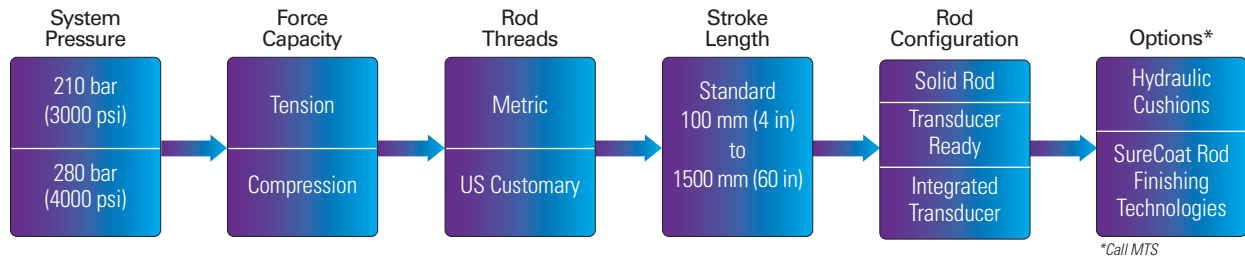 System
Pressure
210 bar
(3000 psi)
280 bar
(4000 psi)
Force
Capacity
Tension
Compression
Rod
Threads
Metric
US Customary
Stroke
Length
Standard
100 mm (4 in)
to
1500 mm (60 in)
Rod
Configuration
Solid Rod
Transducer
Ready
Integrated
Transducer
Options*
Hydraulic
Cushions
SureCoat Rod
Finishing
Technologies
*Call MTS